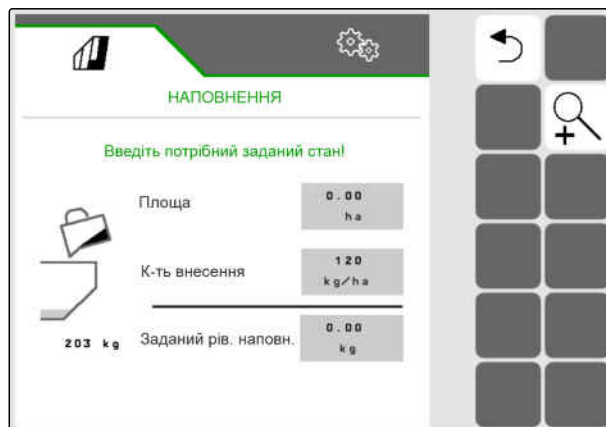 НАПОВНЕННЯ
Введіть потрібний заданий стан!
Площа
0.00
ha
К-ть внесення
120
kg/ha
203 kg
Заданий рів. наповн.
0.00
kg